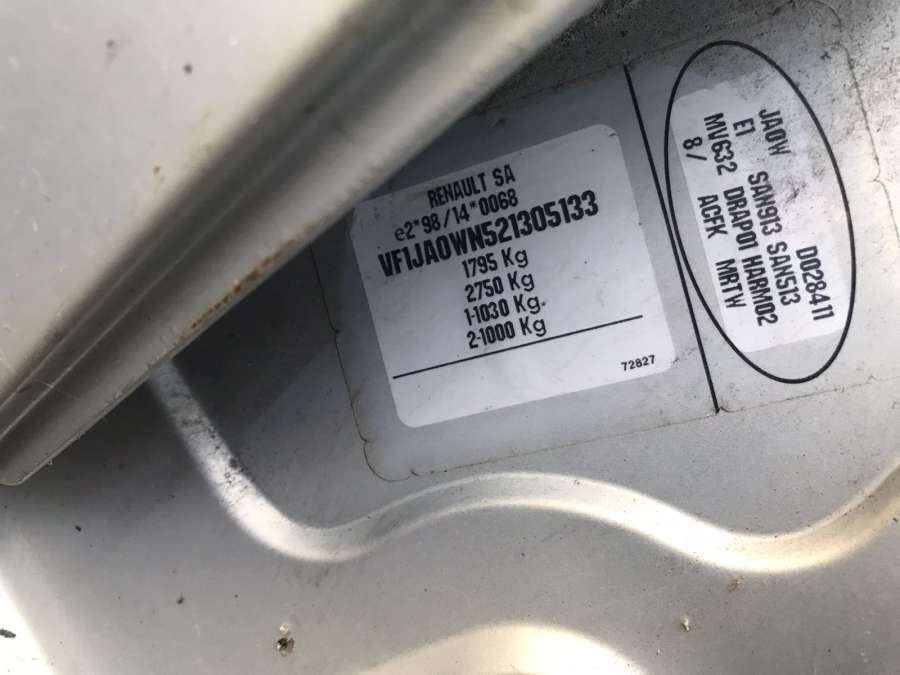 RENAULT SA
e2*98/14*0068
VF1JA0WN521305133
1795 Kg
2750 Kg
1-1030 Kg.
2-1000 Kg
72827
JA0W D028411
E1 SAN913 SAN513
MV632 DRAP01 HARM02
8/ ACFK MRTW